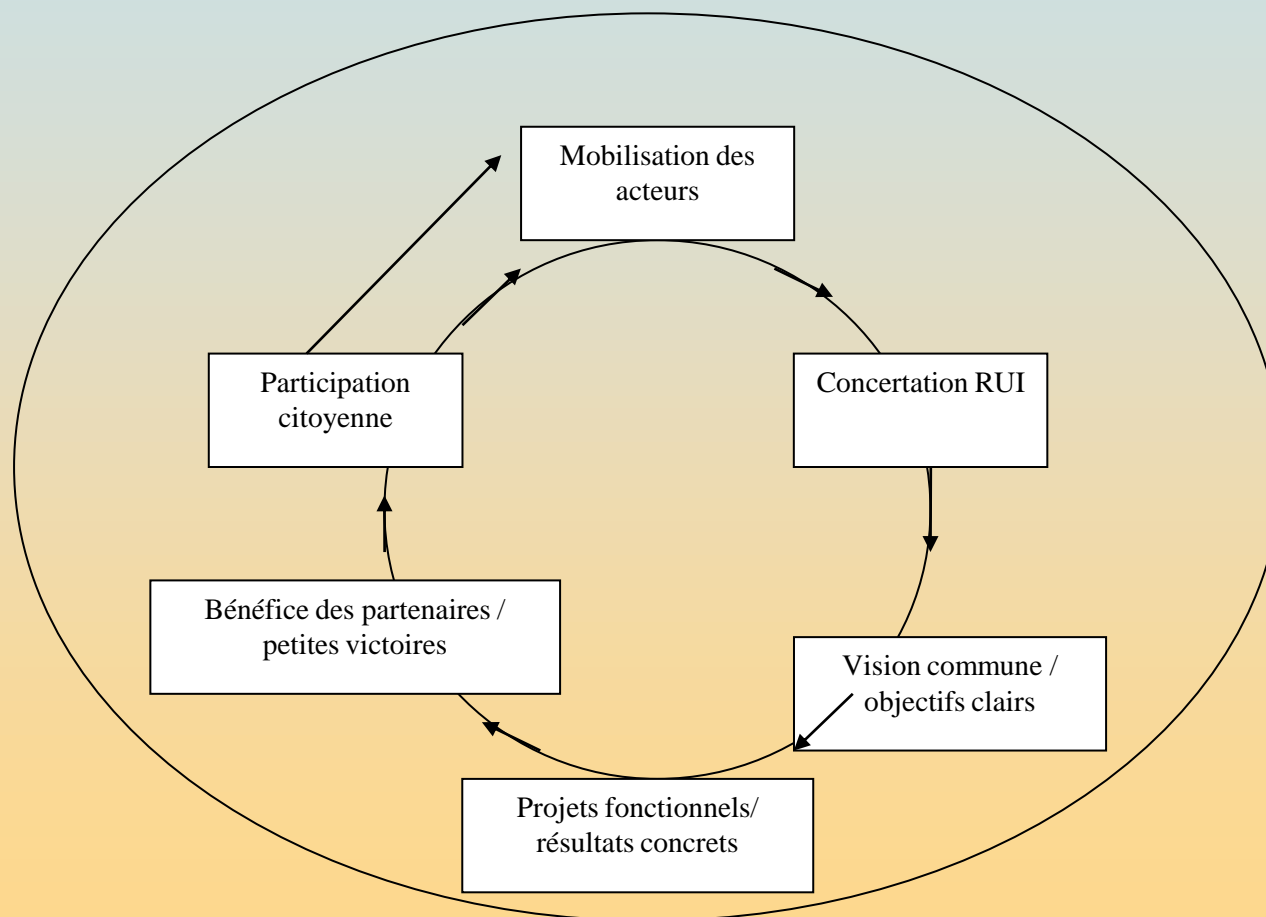 Mobilisation des
acteurs
Participation
citoyenne
Concertation RUI
Bénéfice des partenaires /
petites victoires
Vision commune /
objectifs clairs
Projets fonctionnels/
résultats concrets